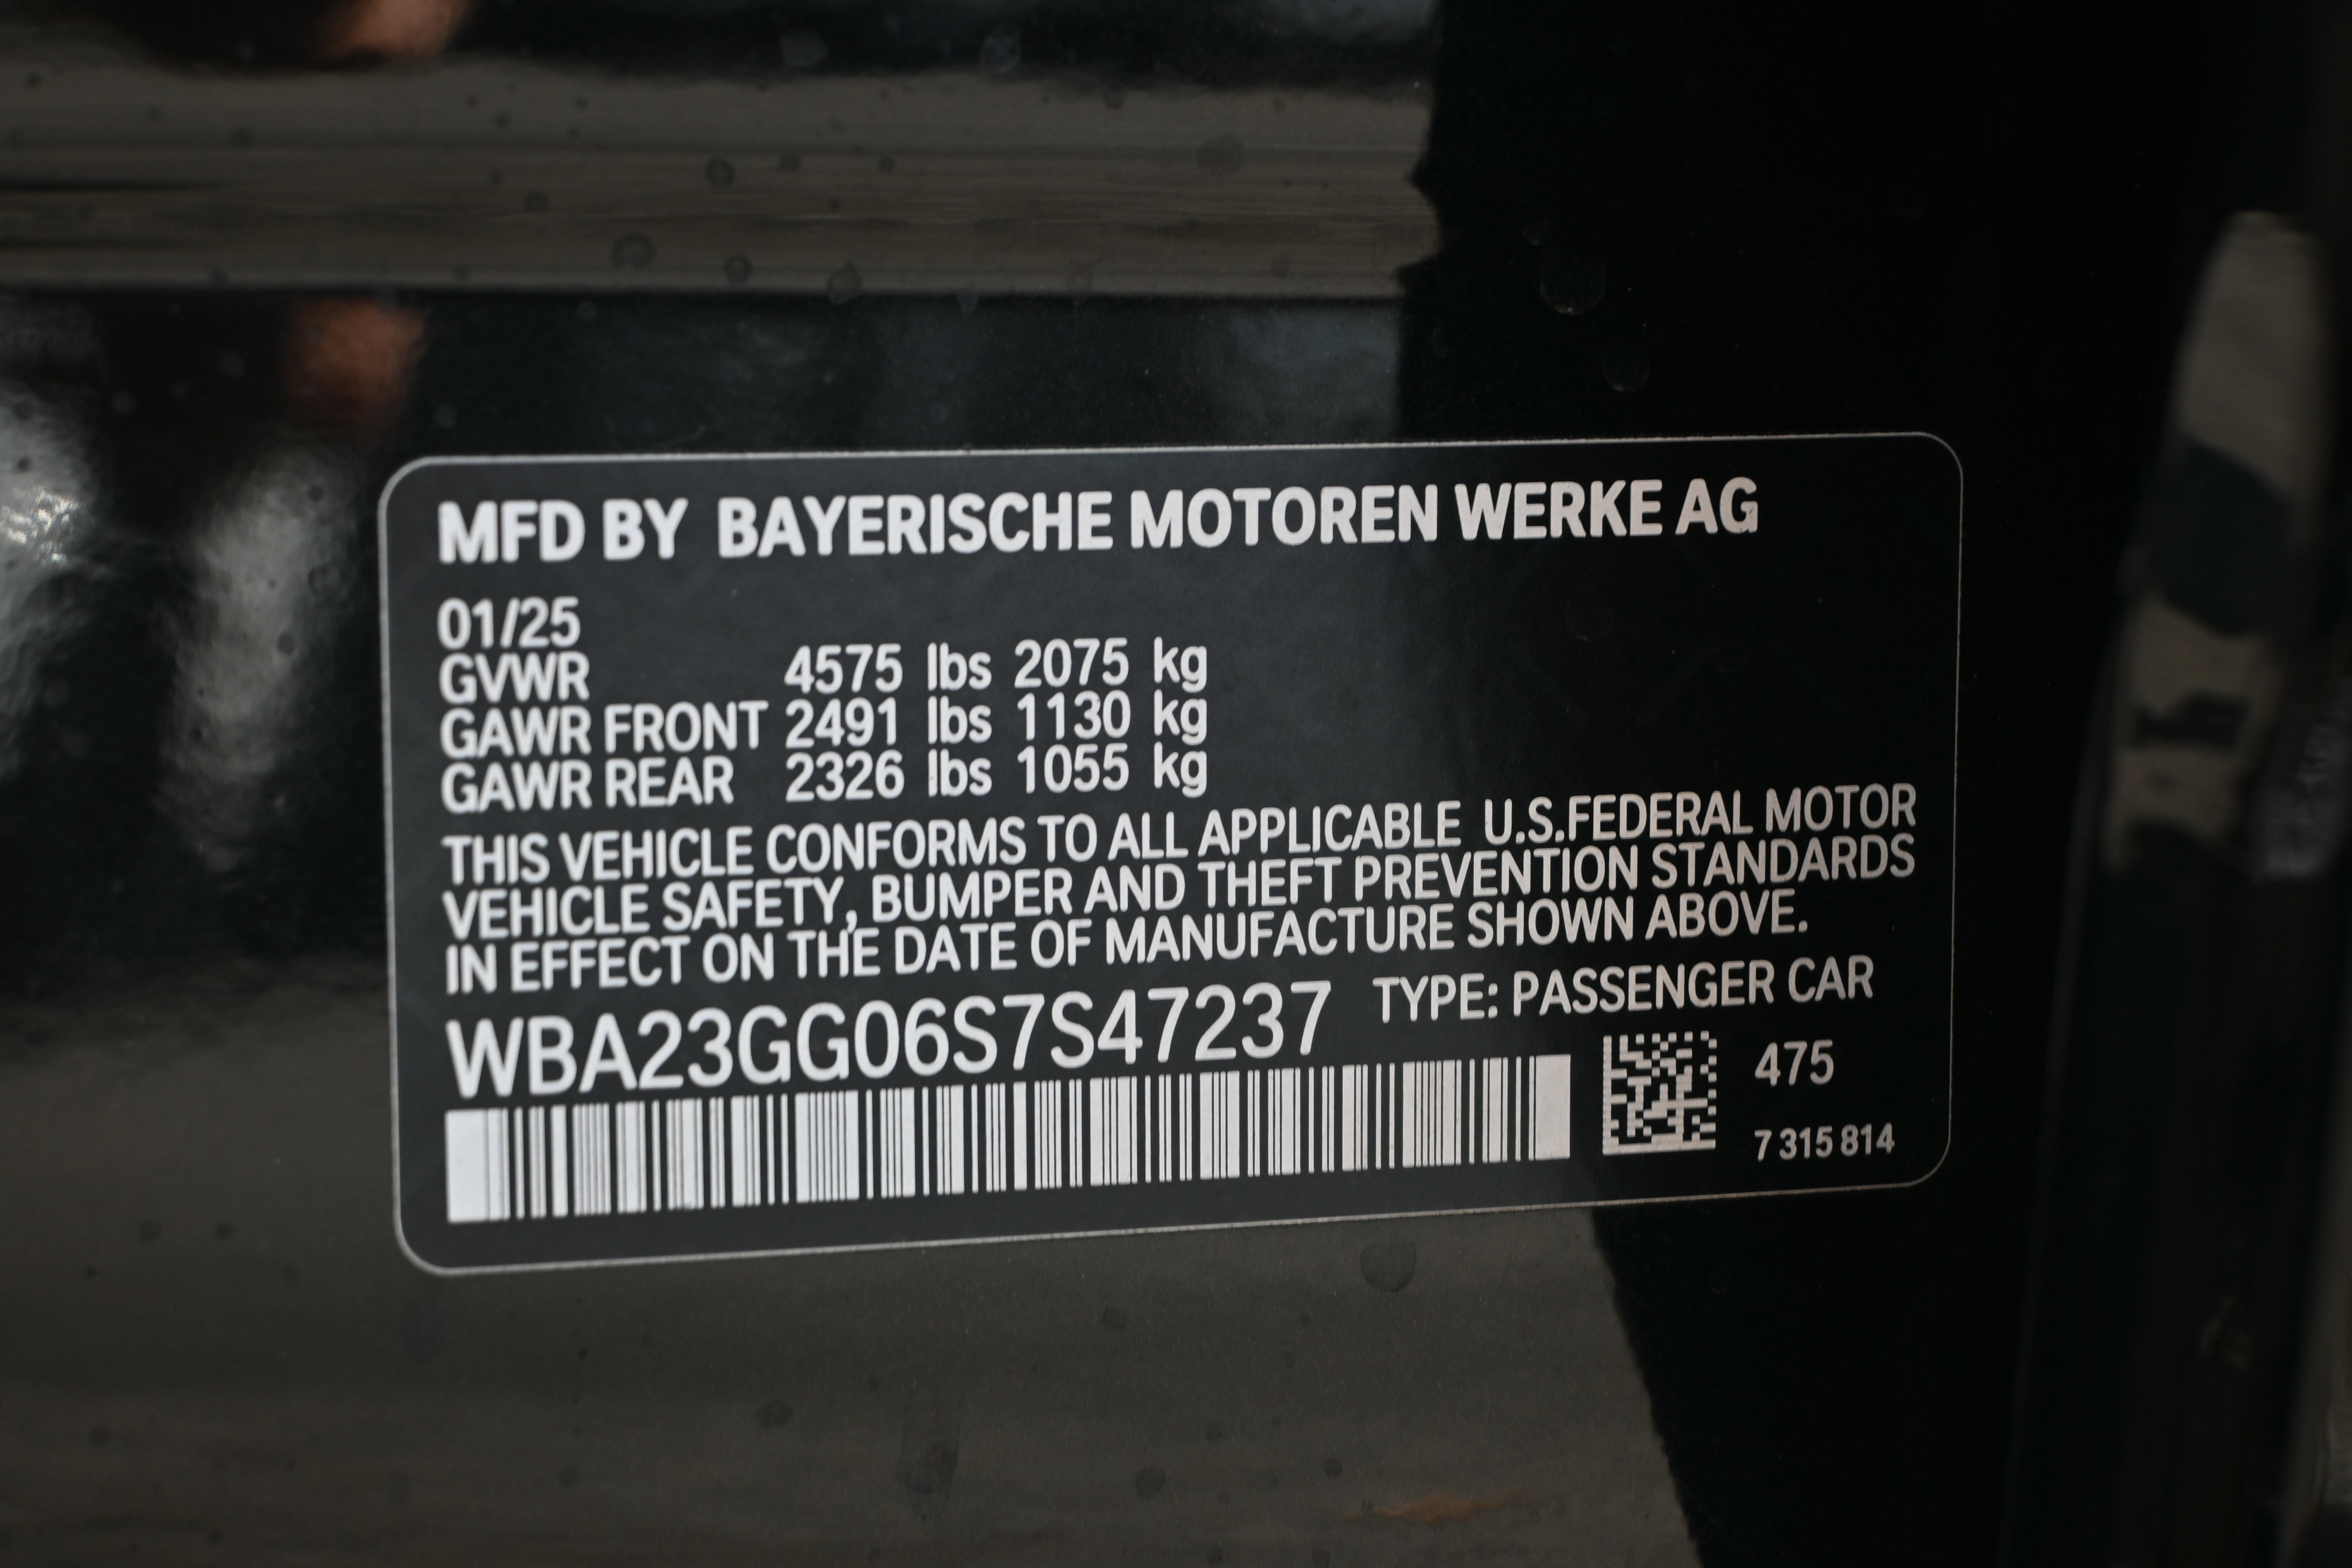 MFD BY BAYERISCHE MOTOREN WERKE AG
01/25
GVWR 4575 lbs 2075 kg
GAWR FRONT 2491 lbs 1130 kg
GAWR REAR 2326 lbs 1055 kg
THIS VEHICLE CONFORMS TO ALL APPLICABLE U.S.FEDERAL MOTOR
VEHICLE SAFETY, BUMPER AND THEFT PREVENTION STANDARDS
IN EFFECT ON THE DATE OF MANUFACTURE SHOWN ABOVE.
WBA23GG06S7S47237 TYPE: PASSENGER CAR
475
7 315 814